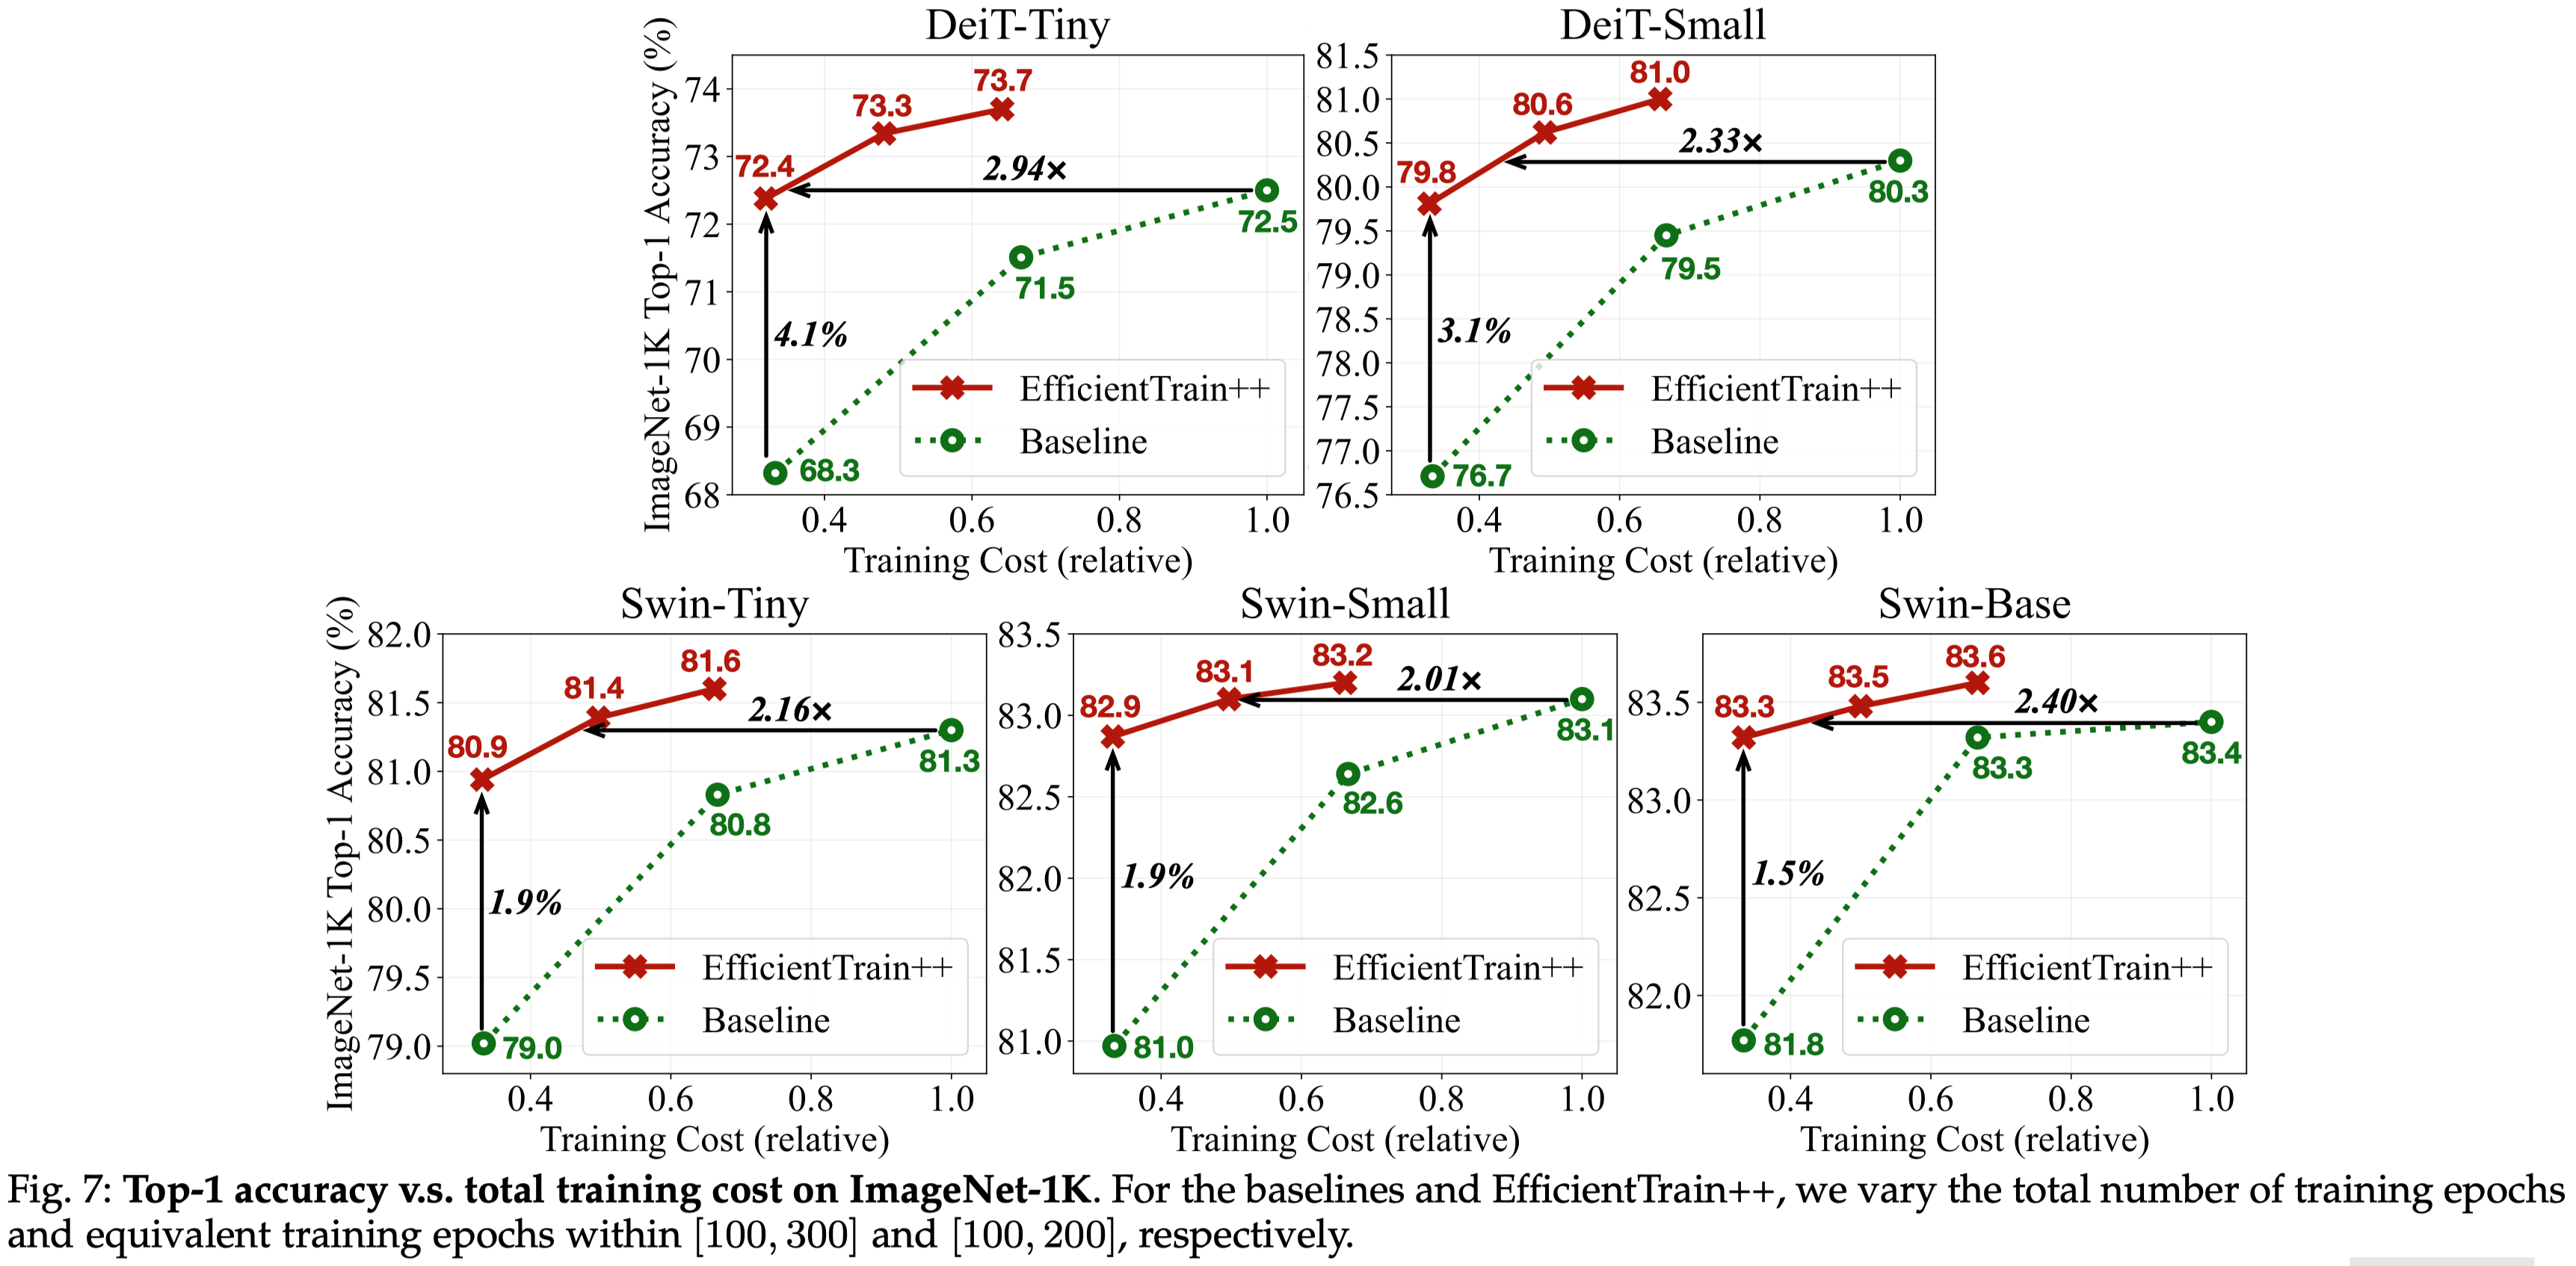 DeiT-Tiny
ImageNet-1K Top-1 Accuracy (%)
74
73
72
71
70
69
68
72.4
73.3
73.7
2.94×
72.5
71.5
4.1%
68.3
EfficientTrain++
Baseline
0.4 0.6 0.8 1.0
Training Cost (relative)
DeiT-Small
81.5
81.0
80.5
80.0
79.5
79.0
78.5
78.0
77.5
77.0
76.5
79.8
80.6
81.0
2.33×
80.3
79.5
3.1%
76.7
EfficientTrain++
Baseline
0.4 0.6 0.8 1.0
Training Cost (relative)
Swin-Tiny
ImageNet-1K Top-1 Accuracy (%)
82.0
81.5
81.0
80.5
80.0
79.5
79.0
80.9
81.4
81.6
2.16×
81.3
80.8
1.9%
79.0
EfficientTrain++
Baseline
0.4 0.6 0.8 1.0
Training Cost (relative)
Swin-Small
83.5
83.0
82.5
82.0
81.5
81.0
82.9
83.1
83.2
2.01×
83.1
82.6
1.9%
81.0
EfficientTrain++
Baseline
0.4 0.6 0.8 1.0
Training Cost (relative)
Swin-Base
83.5
83.0
82.5
82.0
83.3
83.5
83.6
2.40×
83.4
83.3
1.5%
81.8
EfficientTrain++
Baseline
0.4 0.6 0.8 1.0
Training Cost (relative)
Fig. 7: Top-1 accuracy v.s. total training cost on ImageNet-1K. For the baselines and EfficientTrain++, we vary the total number of training epochs
and equivalent training epochs within [100, 300] and [100, 200], respectively.